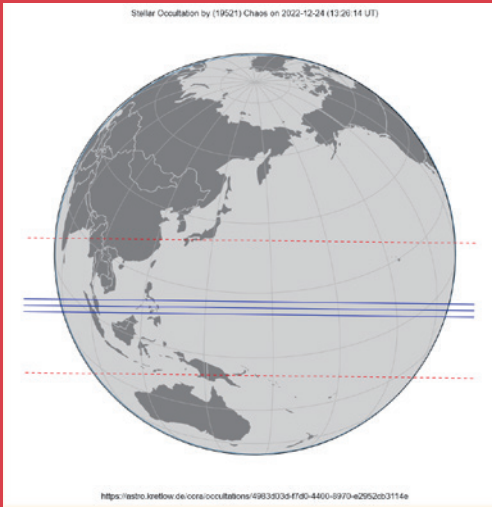 Stellar Occultation by (19521) Chaos on 2022-12-24 (13:26:14 UT)
https://astro.kretlow.de/cora/occultations/4983d03d-f7d0-4400-8970-e2952cb3114e